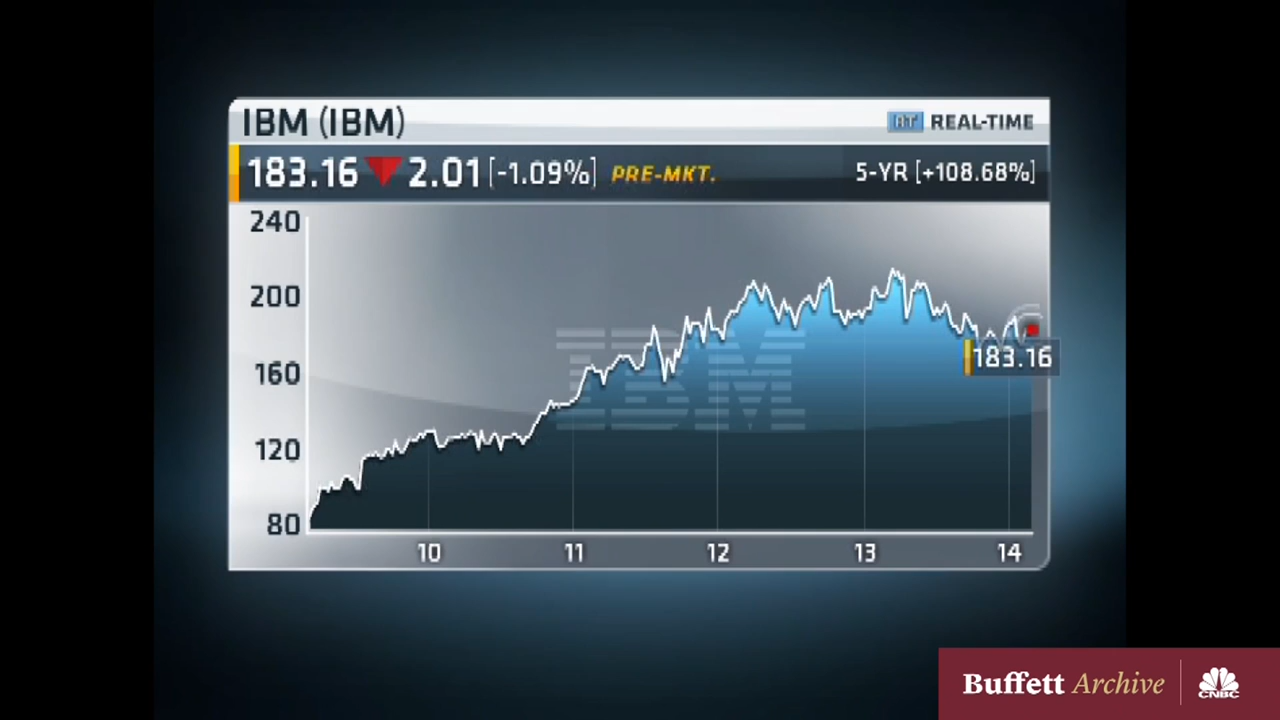 IBM (IBM)
RT REAL-TIME
183.16 ▼ 2.01 [-1.09%] PRE-MKT. 5-YR [+108.68%]
240
200
160
120
80
IBM
183.16
10 11 12 13 14
Buffett Archive
CNBC